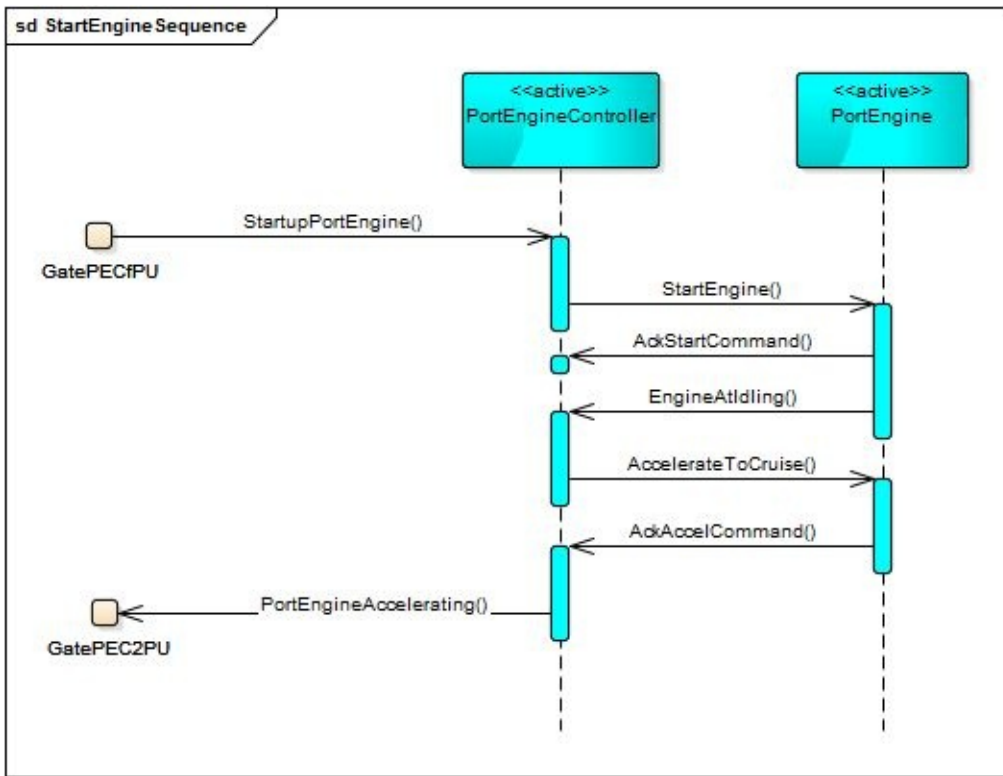 sd StartEngineSequence
<<active>>
PortEngineController
<<active>>
PortEngine
StartupPortEngine()
GatePECfPU
StartEngine()
AckStartCommand()
EngineAtIdling()
AccelerateToCruise()
AckAccelCommand()
PortEngineAccelerating()
GatePEC2PU